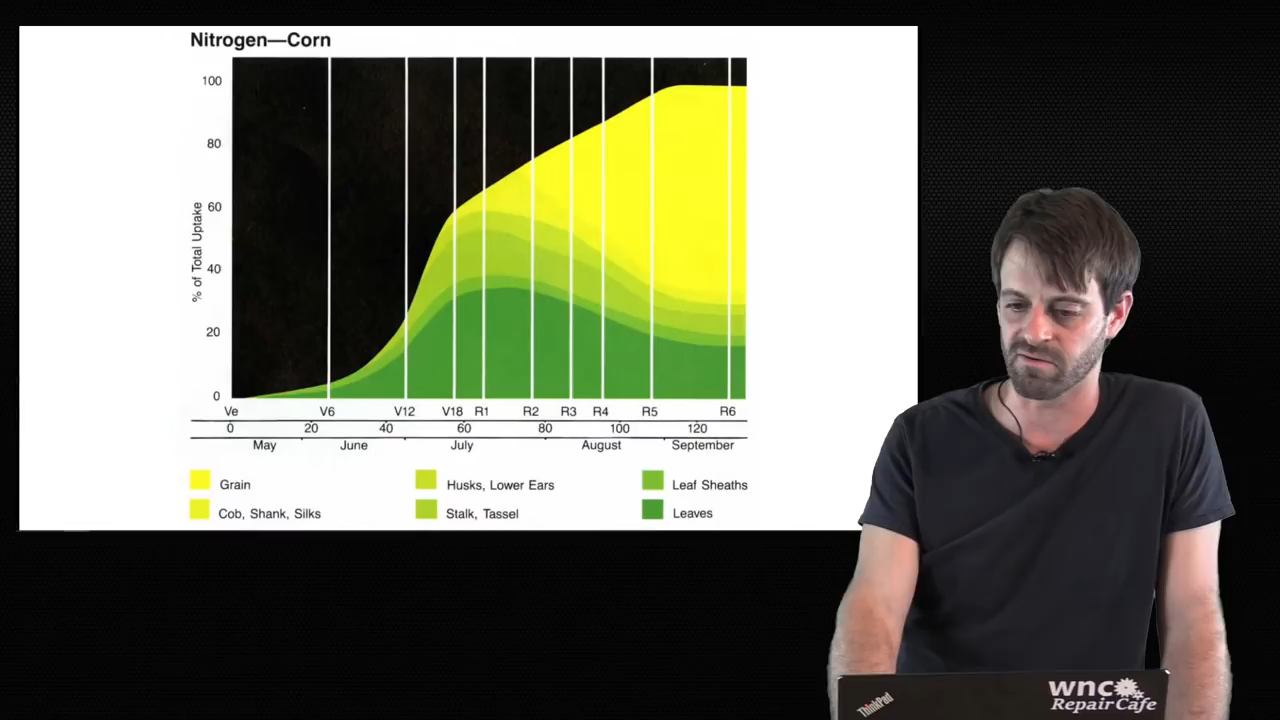 Nitrogen—Corn
100
80
60
40
20
0
% of Total Uptake
Ve V6 V12 V18 R1 R2 R3 R4 R5 R6
0 20 40 60 80 100 120
May June July August September
Grain Husks, Lower Ears Leaf Sheaths
Cob, Shank, Silks Stalk, Tassel Leaves
ThinkPad
wnc
Repair Cafe